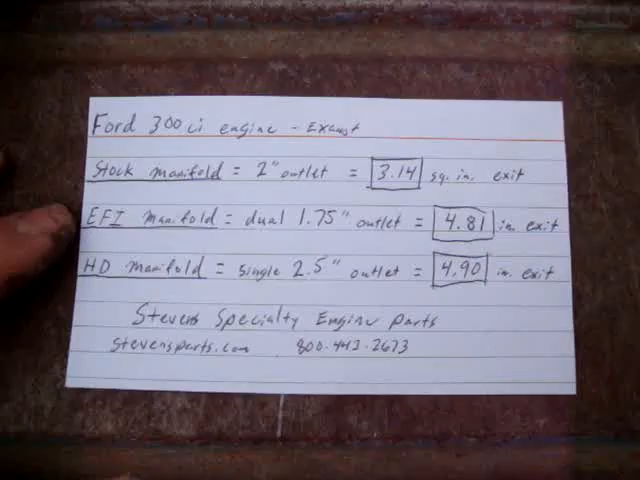 Ford 300 ci engine - Exaust
Stock manifold = 2" outlet = 3.14 sq. in. exit
EFI manifold = dual 1.75" outlet = 4.81 in. exit
HD manifold = single 2.5" outlet = 4.90 in. exit
Stevens Specialty Engine Parts
stevensparts.com 800.443.2673